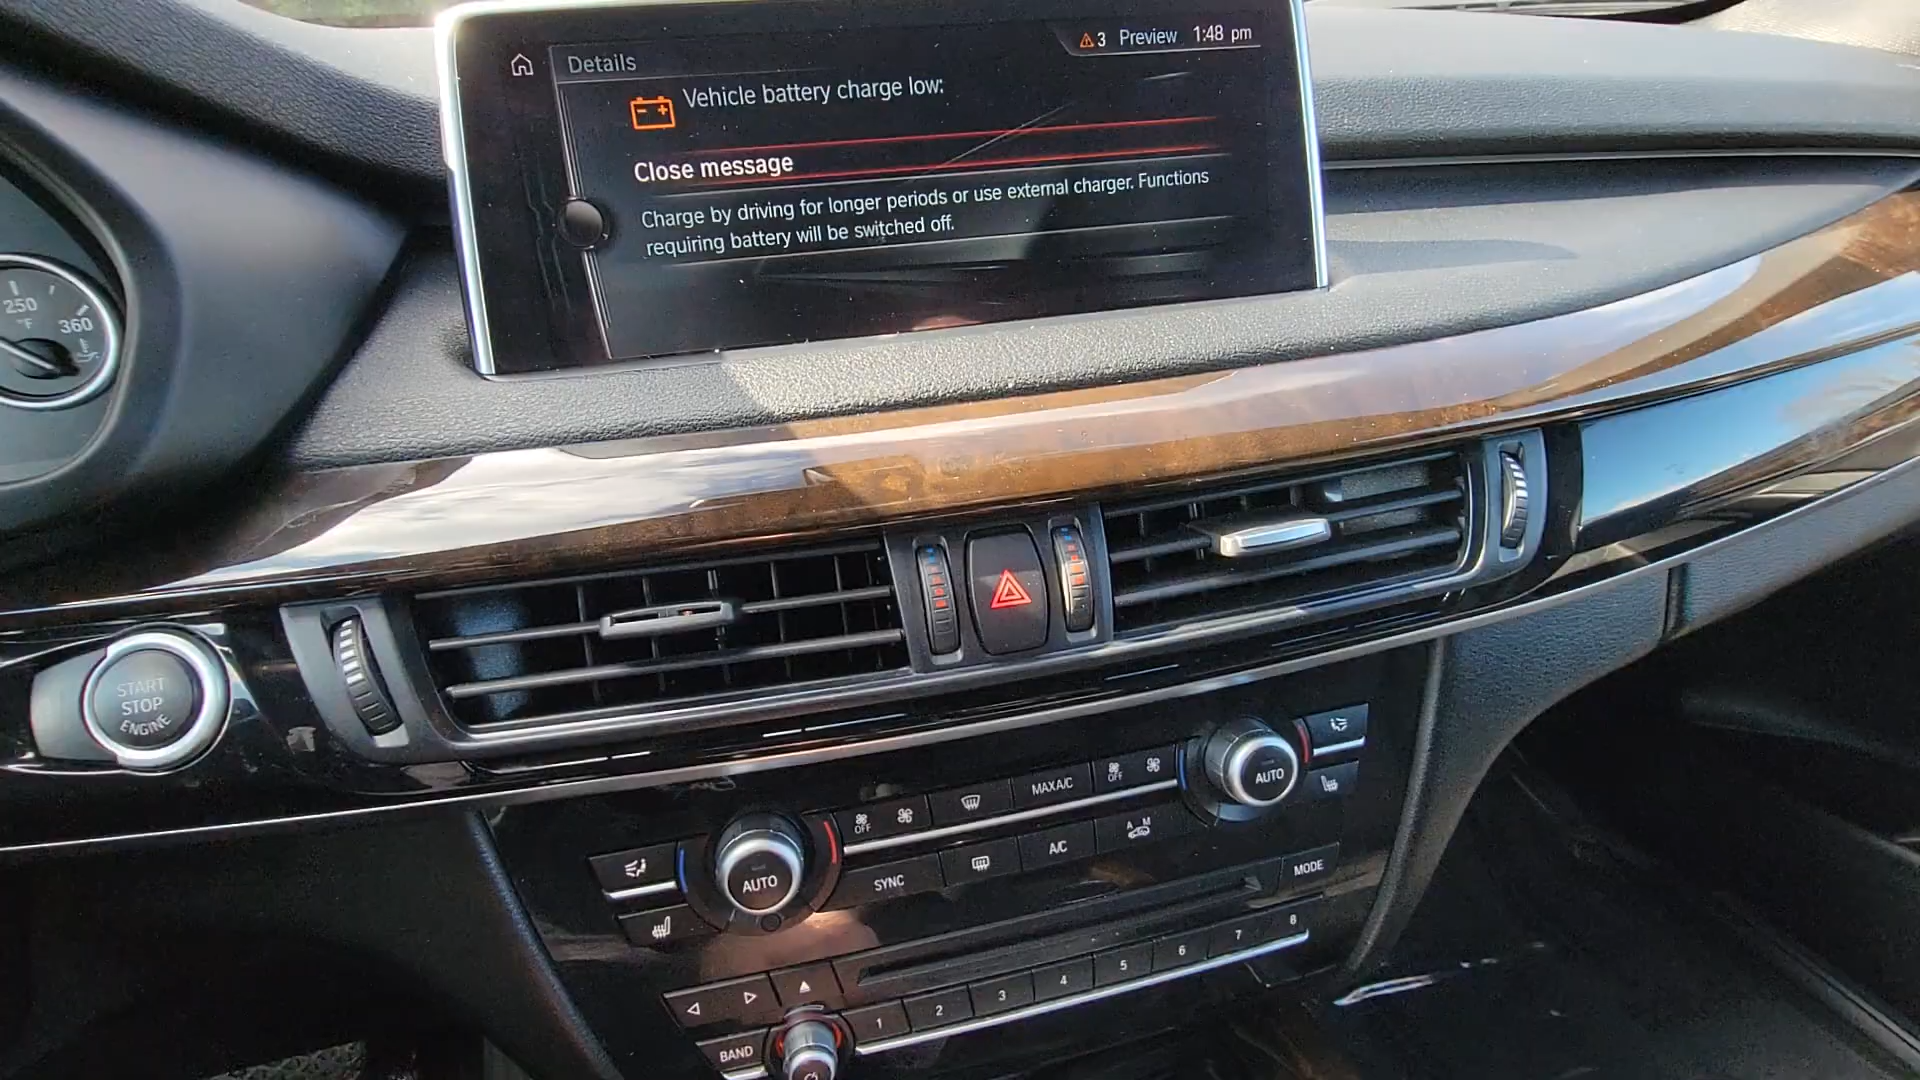 3 Preview 1:48 pm
Details
Vehicle battery charge low:
Close message
Charge by driving for longer periods or use external charger. Functions
requiring battery will be switched off.
250
°F
360
START
STOP
ENGINE
AUTO
OFF
MAX A/C
OFF
AUTO
SYNC
A/C
A M
MODE
BAND
1 2 3 4 5 6 7 8